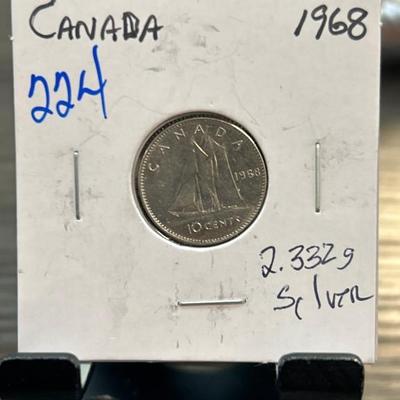 CANADA 1968
224
CANADA
1968
10 CENTS
2.332g
Silver